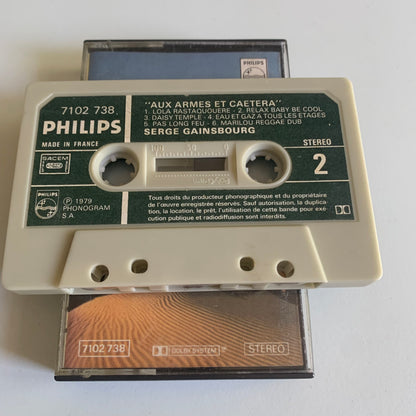 PHILIPS
7102 738
"AUX ARMES ET CAETERA"
1. LOLA RASTAQUOUERE - 2. RELAX BABY BE COOL
3. DAISY TEMPLE - 4. EAU ET GAZ A TOUS LES ETAGES
5. PAS LONG FEU - 6. MARILOU REGGAE DUB
SERGE GAINSBOURG
PHILIPS
MADE IN FRANCE
STEREO
2
SACEM
100 50 0
PHILIPS
℗ 1979
PHONOGRAM
S.A
Tous droits du producteur phonographique et du propriétaire
de l'œuvre enregistrée réservés. Sauf autorisation, la duplica-
tion, la location, le prêt, l'utilisation de cette bande pour exé-
cution publique et radiodiffusion sont interdits.
7102 738
DOLBY SYSTEM
STEREO